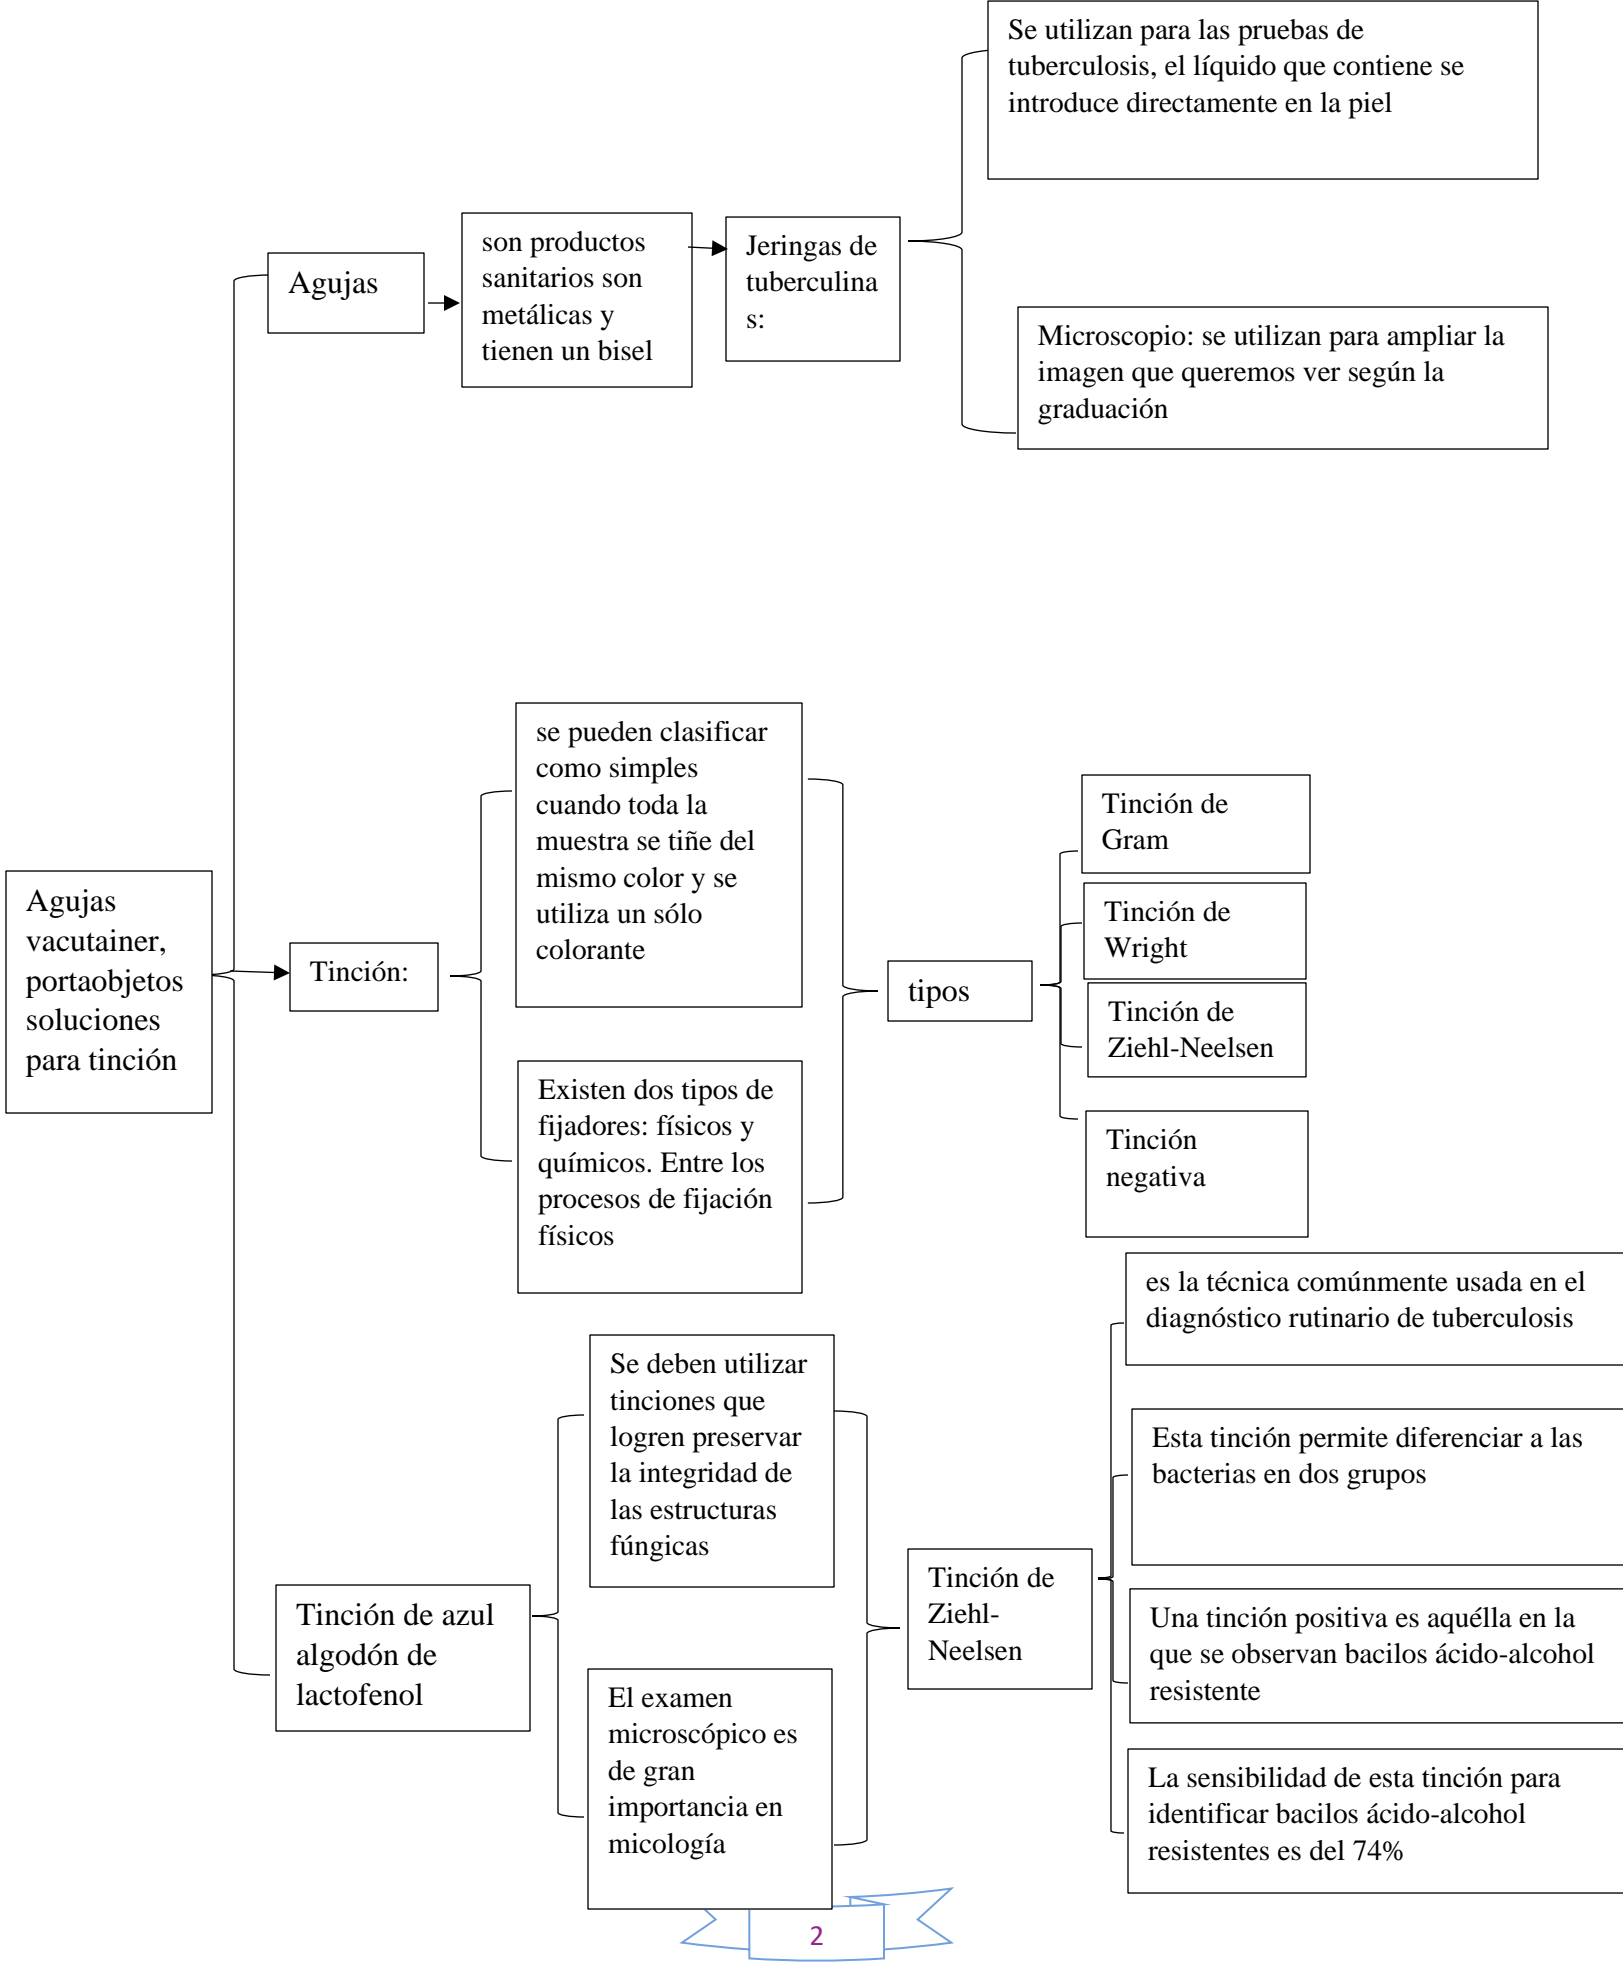 Se utilizan para las pruebas de
tuberculosis, el líquido que contiene se
introduce directamente en la piel
Agujas
son productos
sanitarios son
metálicas y
tienen un bisel
Jeringas de
tuberculina
s:
Microscopio: se utilizan para ampliar la
imagen que queremos ver según la
graduación
Agujas
vacutainer,
portaobjetos
soluciones
para tinción
Tinción:
se pueden clasificar
como simples
cuando toda la
muestra se tiñe del
mismo color y se
utiliza un sólo
colorante
Existen dos tipos de
fijadores: físicos y
químicos. Entre los
procesos de fijación
físicos
tipos
Tinción de
Gram
Tinción de
Wright
Tinción de
Ziehl-Neelsen
Tinción
negativa
Tinción de azul
algodón de
lactofenol
Se deben utilizar
tinciones que
logren preservar
la integridad de
las estructuras
fúngicas
El examen
microscópico es
de gran
importancia en
micología
Tinción de
Ziehl-
Neelsen
es la técnica comúnmente usada en el
diagnóstico rutinario de tuberculosis
Esta tinción permite diferenciar a las
bacterias en dos grupos
Una tinción positiva es aquélla en la
que se observan bacilos ácido-alcohol
resistente
La sensibilidad de esta tinción para
identificar bacilos ácido-alcohol
resistentes es del 74%
2